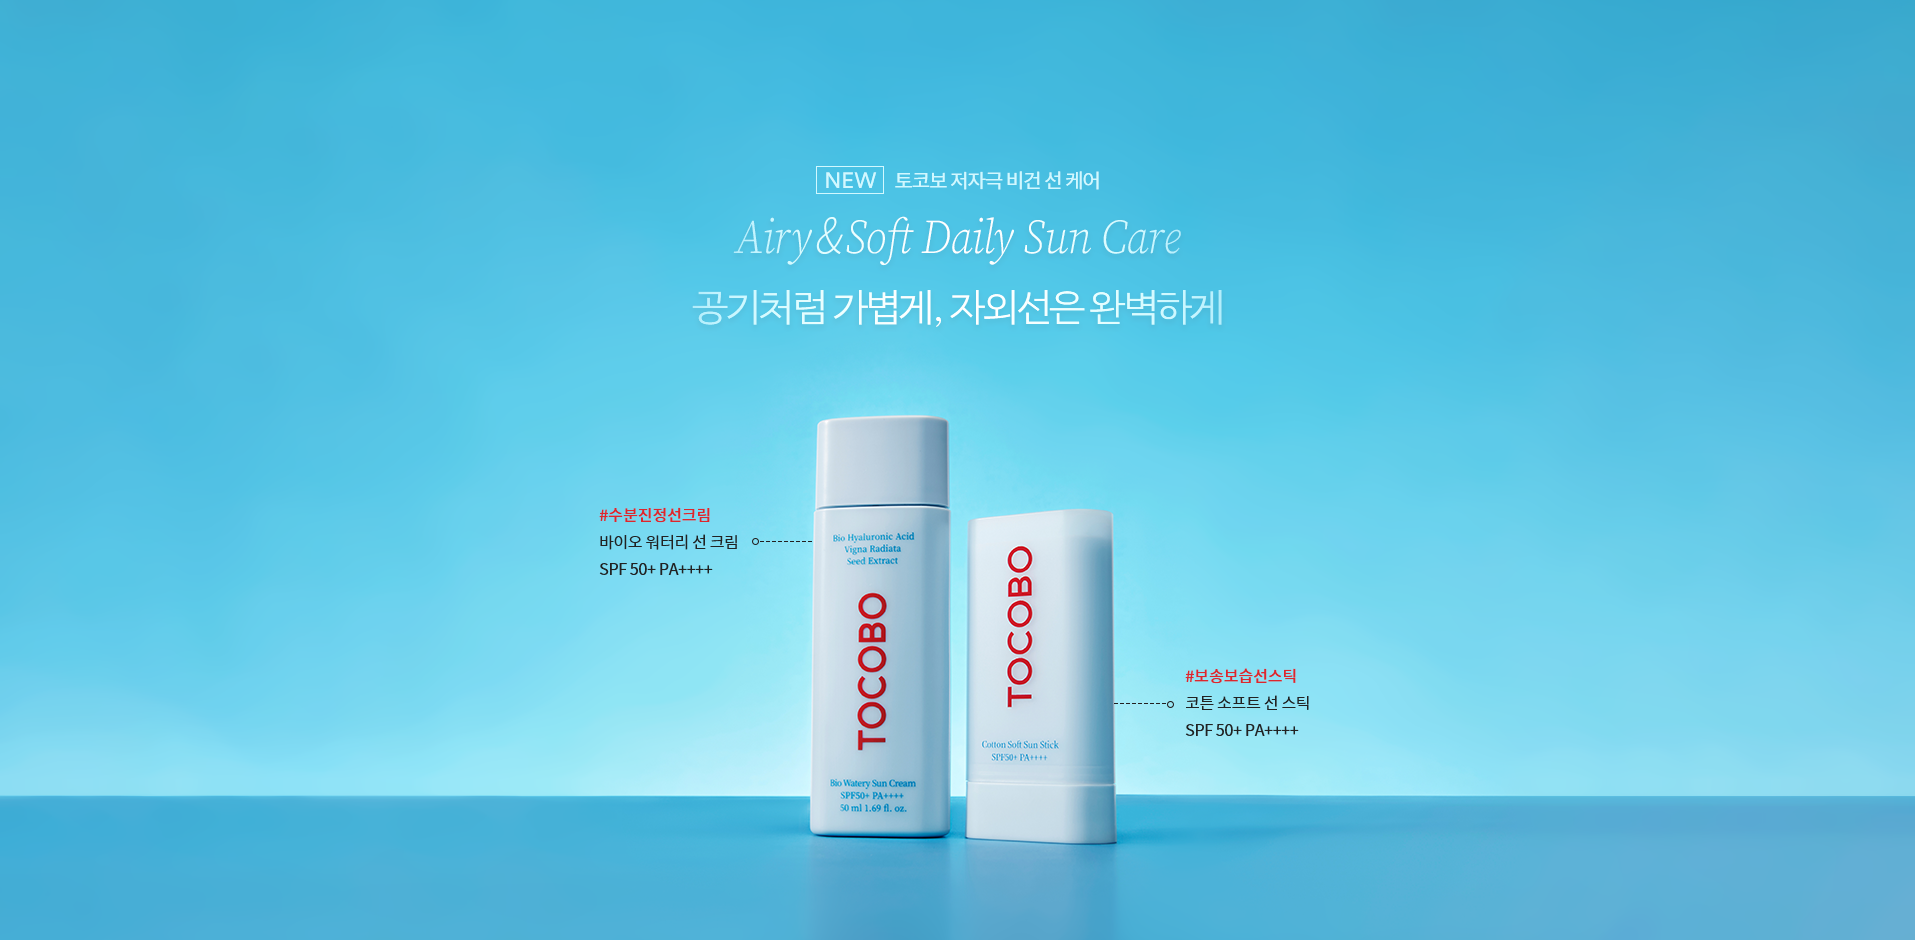 NEW 토코보 저자극 비건 선 케어
Airy&Soft Daily Sun Care
공기처럼 가볍게, 자외선은 완벽하게
#수분진정선크림
바이오 워터리 선 크림
SPF 50+ PA++++
Bio Hyaluronic Acid
Vigna Radiata
Seed Extract
TOCOBO
Bio Watery Sun Cream
SPF50+ PA++++
50 ml 1.69 fl. oz.
TOCOBO
Cotton Soft Sun Stick
SPF50+ PA++++
#보송보습선스틱
코튼 소프트 선 스틱
SPF 50+ PA++++